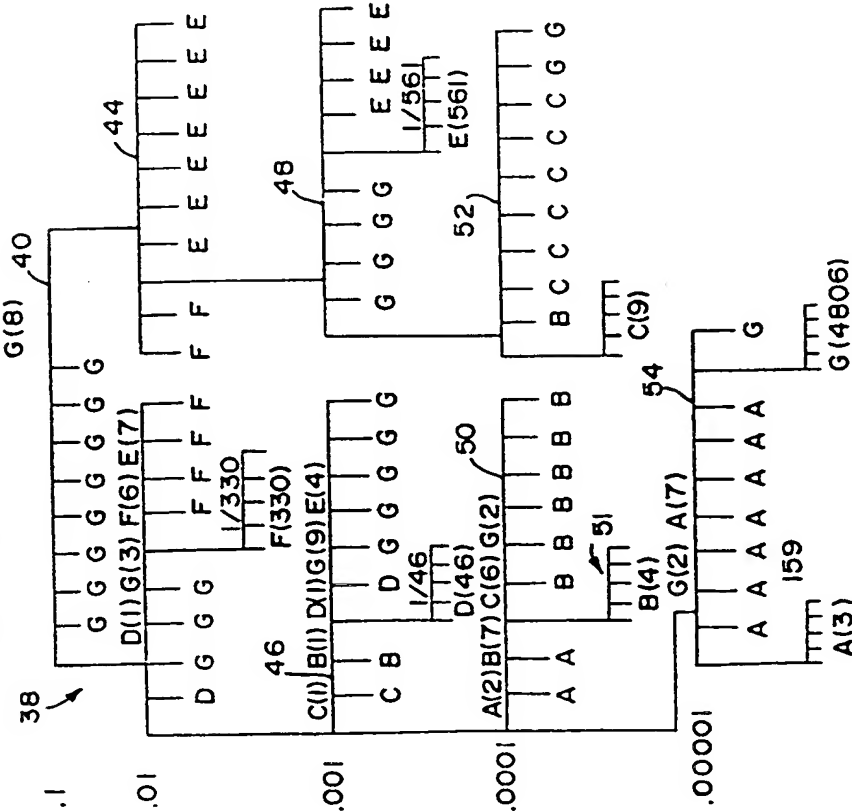 G(8)
40
38
.1
G G G G G G G G
44
.01
D(1) G(3) F(6) E(7)
D G G G F F F F F F E E E E E E E
1/330
F(330)
48
.001
46
C(1) B(1) D(1) G(9) E(4)
C B D G G G G G G G G G E E E E
1/46
D(46)
1/561
E(561)
52
.0001
50
A(2) B(7) C(6) G(2)
A A B B B B B B B C C C C C C G G
51
B(4)
C(9)
54
.00001
G(2) A(7)
A A A A A A A G
159
A(3)
G(4806)